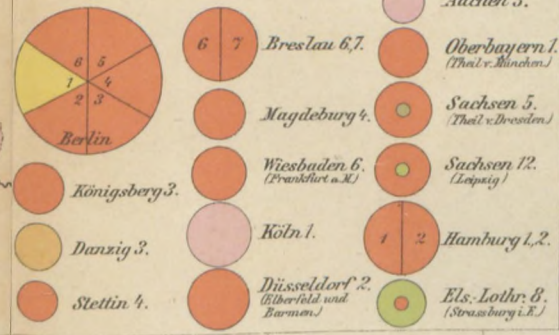 6 5
1 4
2 3
Berlin
Königsberg 3.
Danzig 3.
Stettin 4.
6 7
Breslau 6,7.
Magdeburg 4.
Wiesbaden 6.
(Frankfurt a.M.)
Köln 1.
Düsseldorf 2.
(Elberfeld und
Barmen.)
Aachen 3.
Oberbayern 1.
(Theil v. München)
Sachsen 5.
(Theil v. Dresden)
Sachsen 12.
(Leipzig)
1 2
Hamburg 1., 2.
Els.-Lothr. 8.
(Strassburg i.E.)